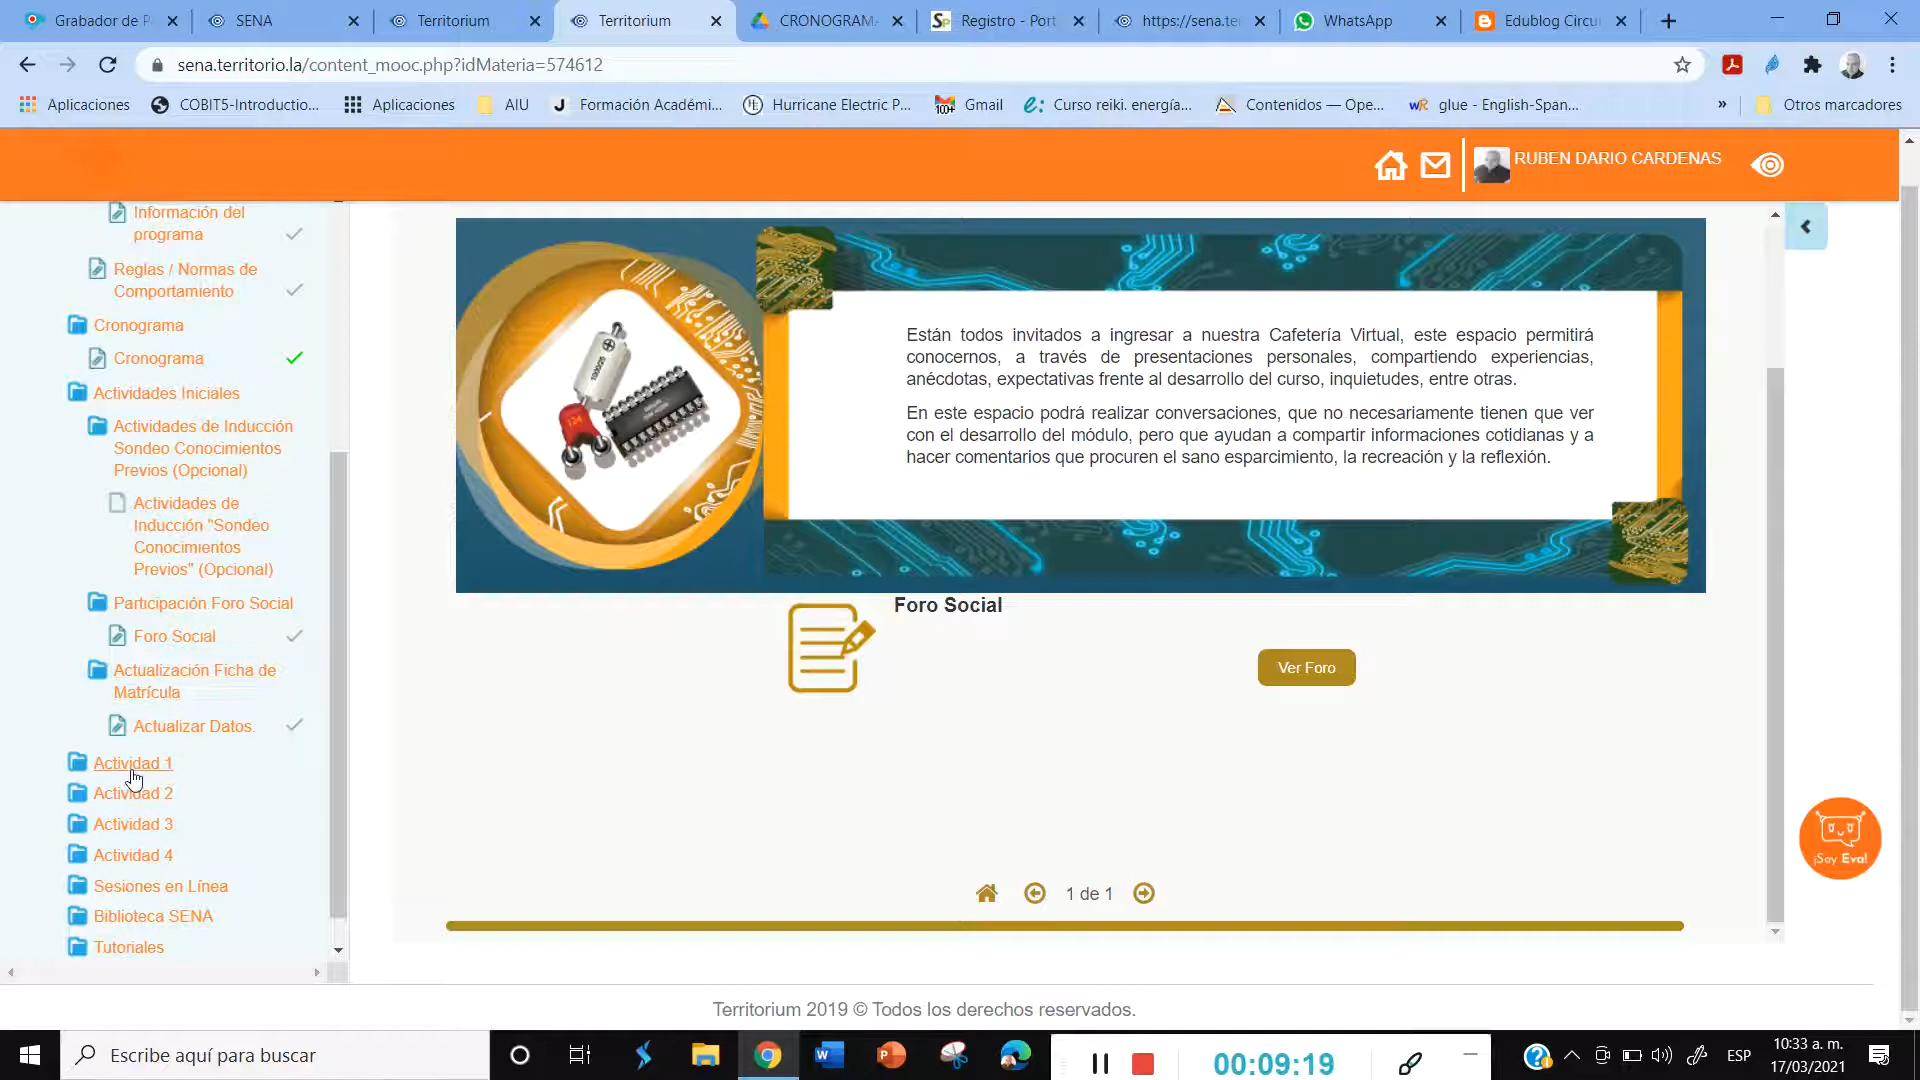 Grabador de P
SENA
Territorium
Territorium
CRONOGRAMA
Registro - Port
https://sena.te
WhatsApp
Edublog Circu
sena.territorio.la/content_mooc.php?idMateria=574612
Aplicaciones
COBIT5-Introductio...
Aplicaciones
AIU
Formación Académi...
Hurricane Electric P...
Gmail
Curso reiki. energía...
Contenidos — Ope...
glue - English-Span...
»
Otros marcadores
RUBEN DARIO CARDENAS
Información del
programa
Reglas / Normas de
Comportamiento
Cronograma
Cronograma
Actividades Iniciales
Actividades de Inducción
Sondeo Conocimientos
Previos (Opcional)
Actividades de
Inducción "Sondeo
Conocimientos
Previos" (Opcional)
Participación Foro Social
Foro Social
Actualización Ficha de
Matrícula
Actualizar Datos.
Actividad 1
Actividad 2
Actividad 3
Actividad 4
Sesiones en Línea
Biblioteca SENA
Tutoriales
Están todos invitados a ingresar a nuestra Cafetería Virtual, este espacio permitirá
conocernos, a través de presentaciones personales, compartiendo experiencias,
anécdotas, expectativas frente al desarrollo del curso, inquietudes, entre otras.
En este espacio podrá realizar conversaciones, que no necesariamente tienen que ver
con el desarrollo del módulo, pero que ayudan a compartir informaciones cotidianas y a
hacer comentarios que procuren el sano esparcimiento, la recreación y la reflexión.
Foro Social
Ver Foro
1 de 1
¡Soy Eva!
Territorium 2019 © Todos los derechos reservados.
Escribe aquí para buscar
00:09:19
ESP
10:33 a. m.
17/03/2021